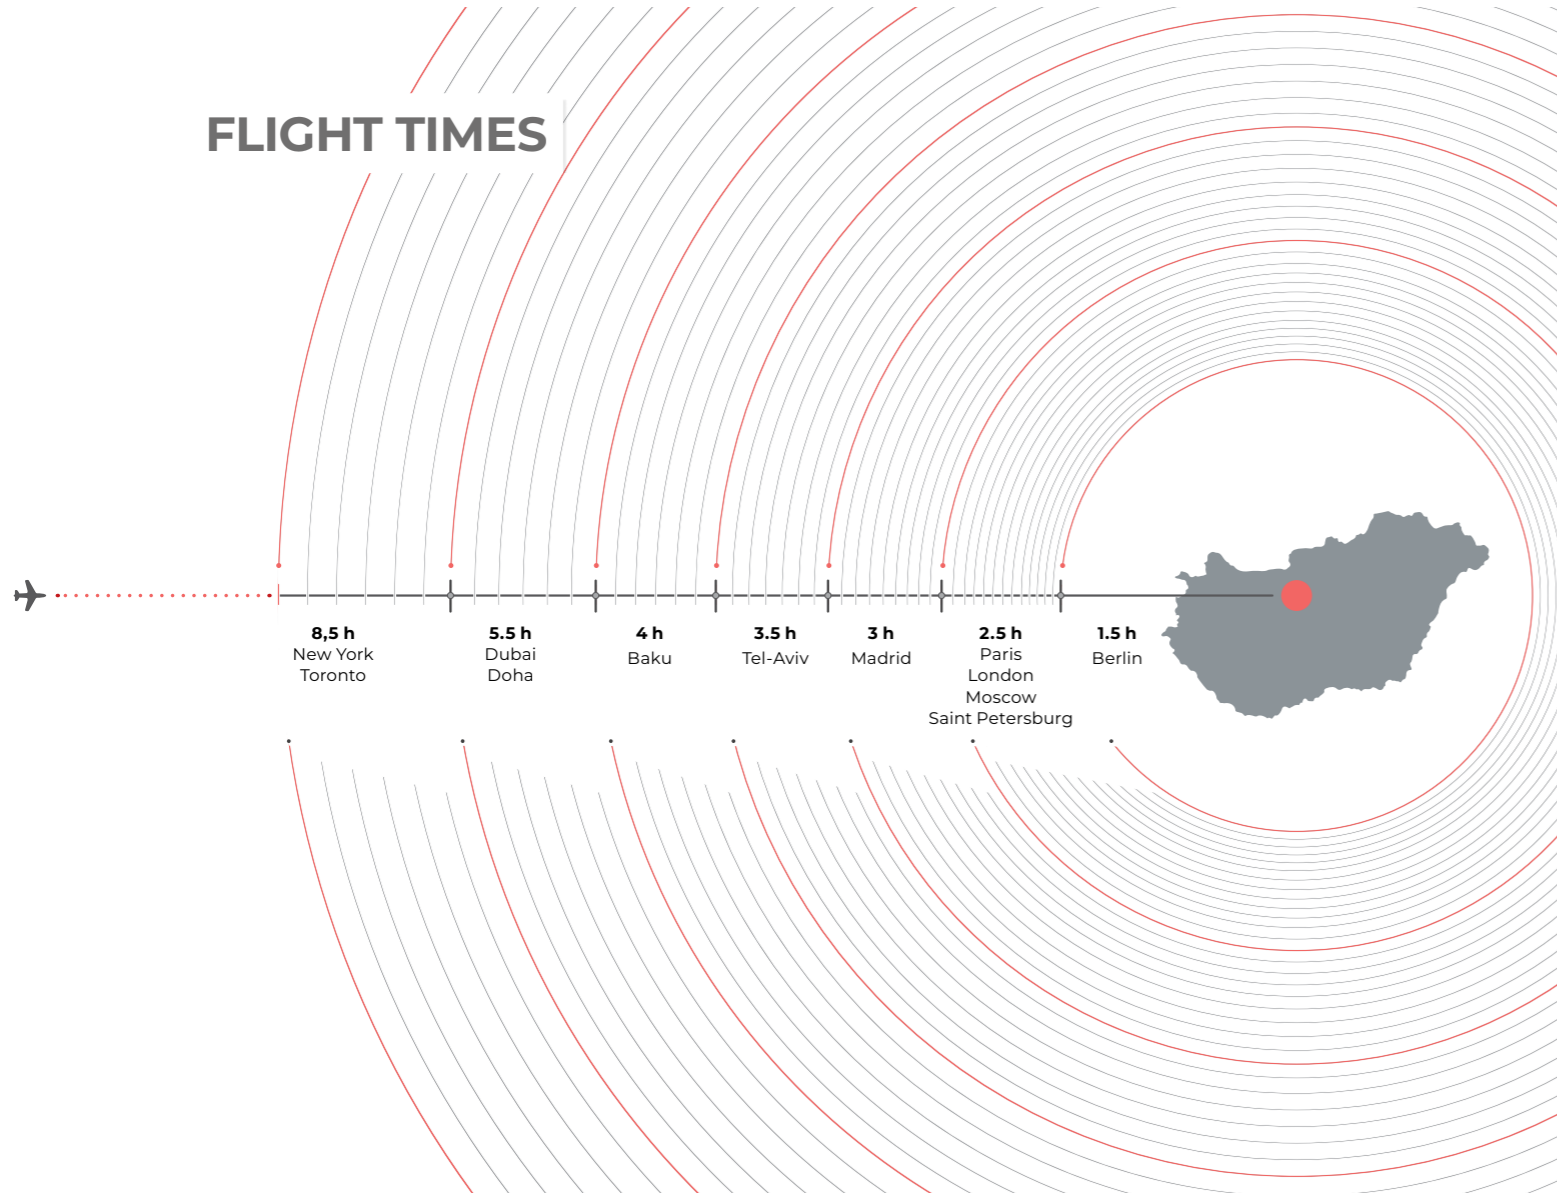 FLIGHT TIMES
8,5 h
New York
Toronto
5.5 h
Dubai
Doha
4 h
Baku
3.5 h
Tel-Aviv
3 h
Madrid
2.5 h
Paris
London
Moscow
Saint Petersburg
1.5 h
Berlin